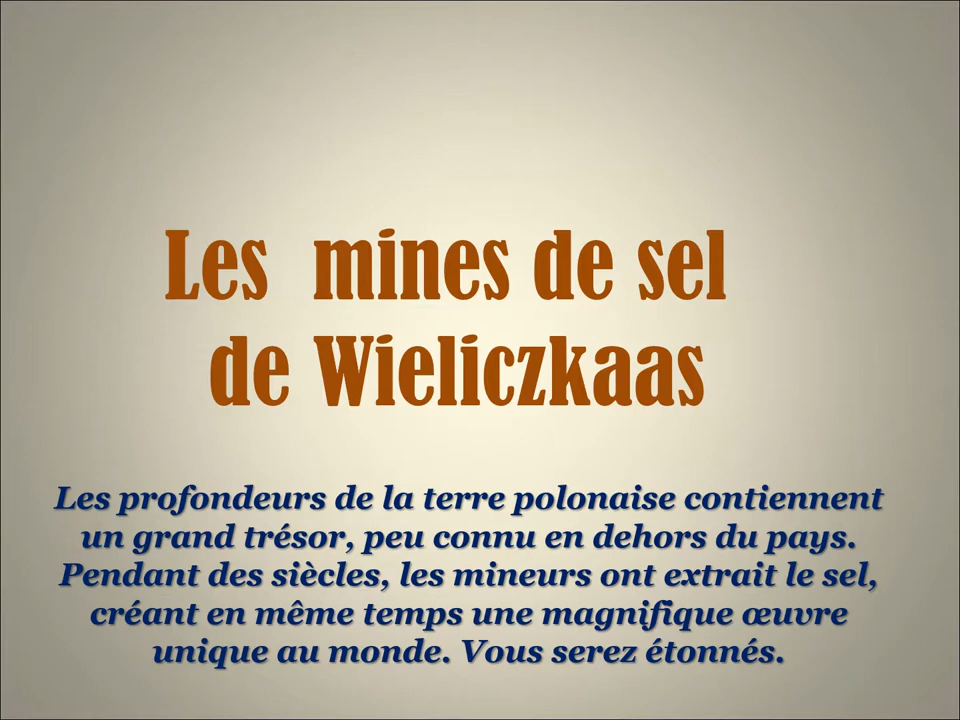 Les mines de sel
de Wieliczkaas
Les profondeurs de la terre polonaise contiennent
un grand trésor, peu connu en dehors du pays.
Pendant des siècles, les mineurs ont extrait le sel,
créant en même temps une magnifique œuvre
unique au monde. Vous serez étonnés.